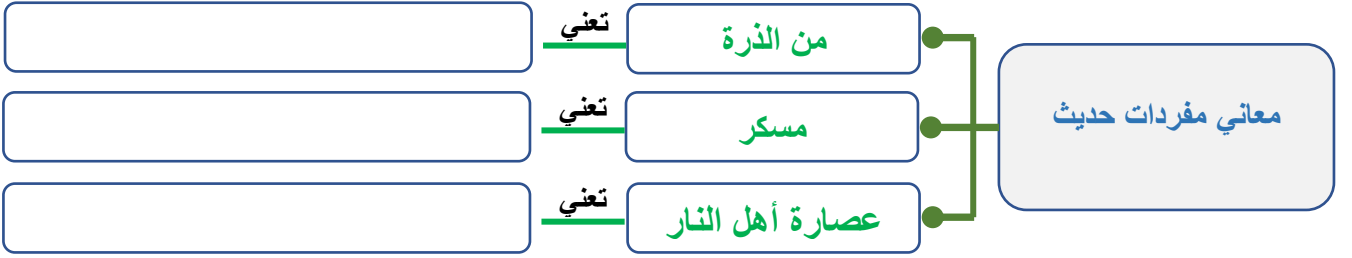 معاني مفردات حديث
من الذرة
تعني
مسكر
تعني
عصارة أهل النار
تعني